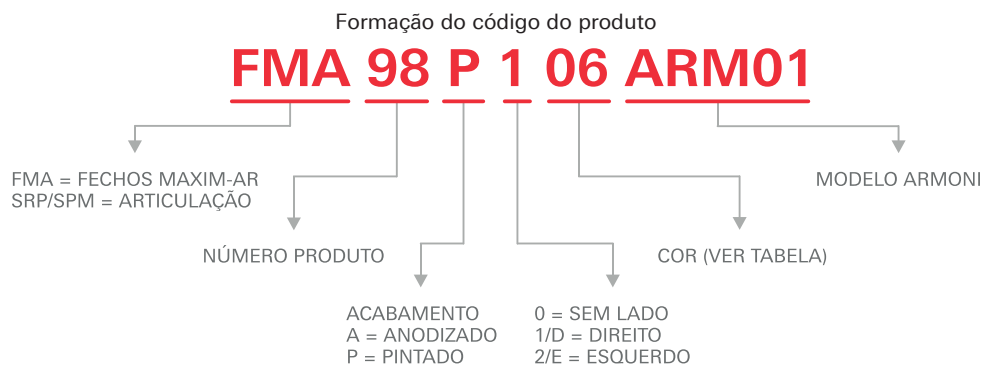 Formação do código do produto
FMA 98 P 1 06 ARM01
FMA = FECHOS MAXIM-AR
SRP/SPM = ARTICULAÇÃO
MODELO ARMONI
NÚMERO PRODUTO
COR (VER TABELA)
ACABAMENTO
A = ANODIZADO
P = PINTADO
0 = SEM LADO
1/D = DIREITO
2/E = ESQUERDO